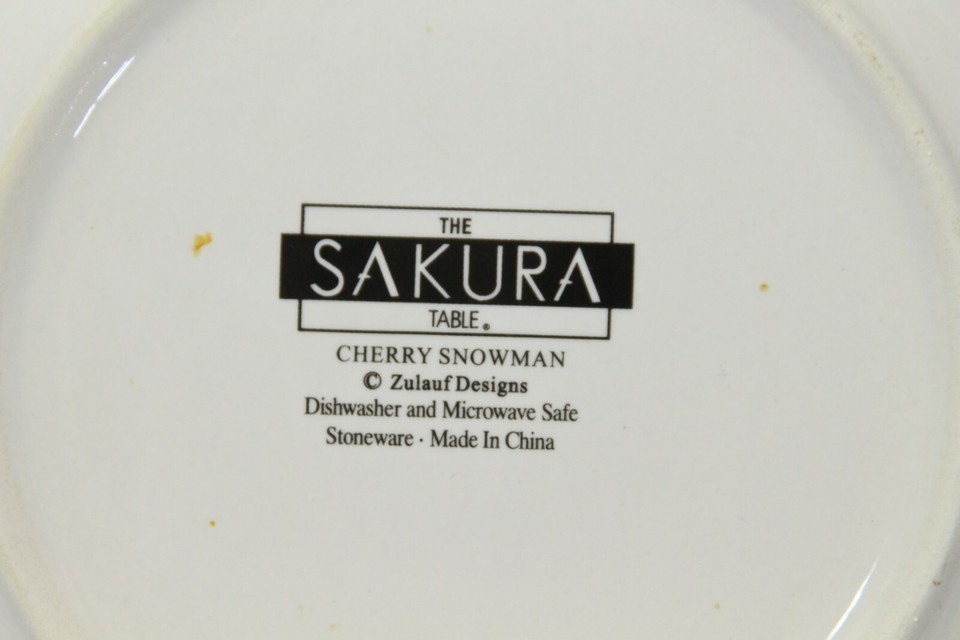 THE
SAKURA
TABLE®
CHERRY SNOWMAN
© Zulauf Designs
Dishwasher and Microwave Safe
Stoneware · Made In China